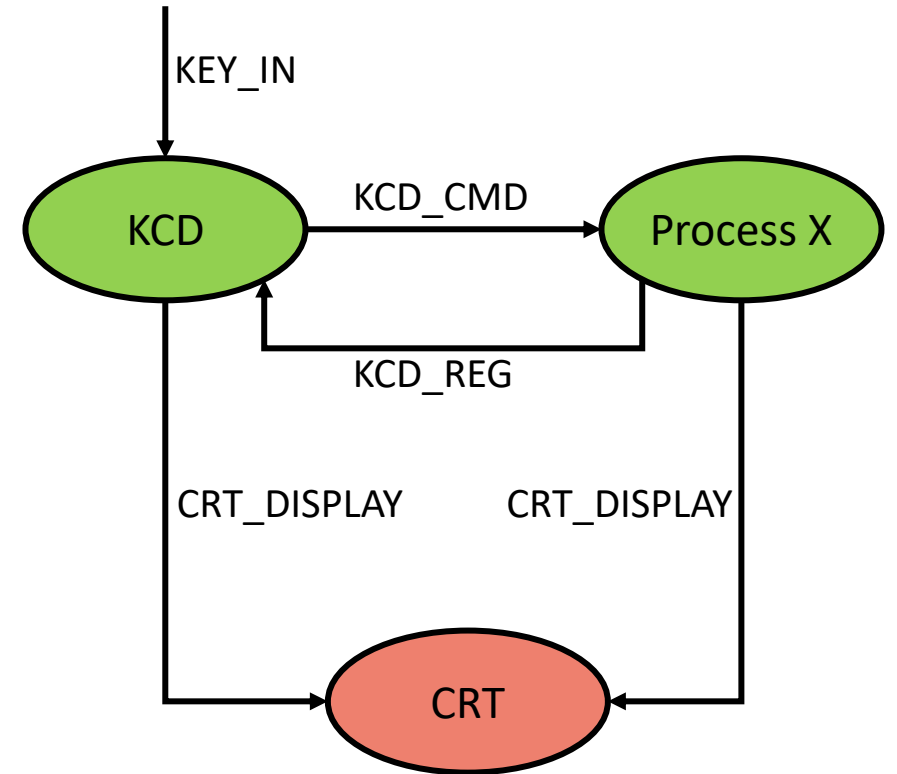 KEY_IN
KCD
KCD_CMD
Process X
KCD_REG
CRT_DISPLAY
CRT_DISPLAY
CRT